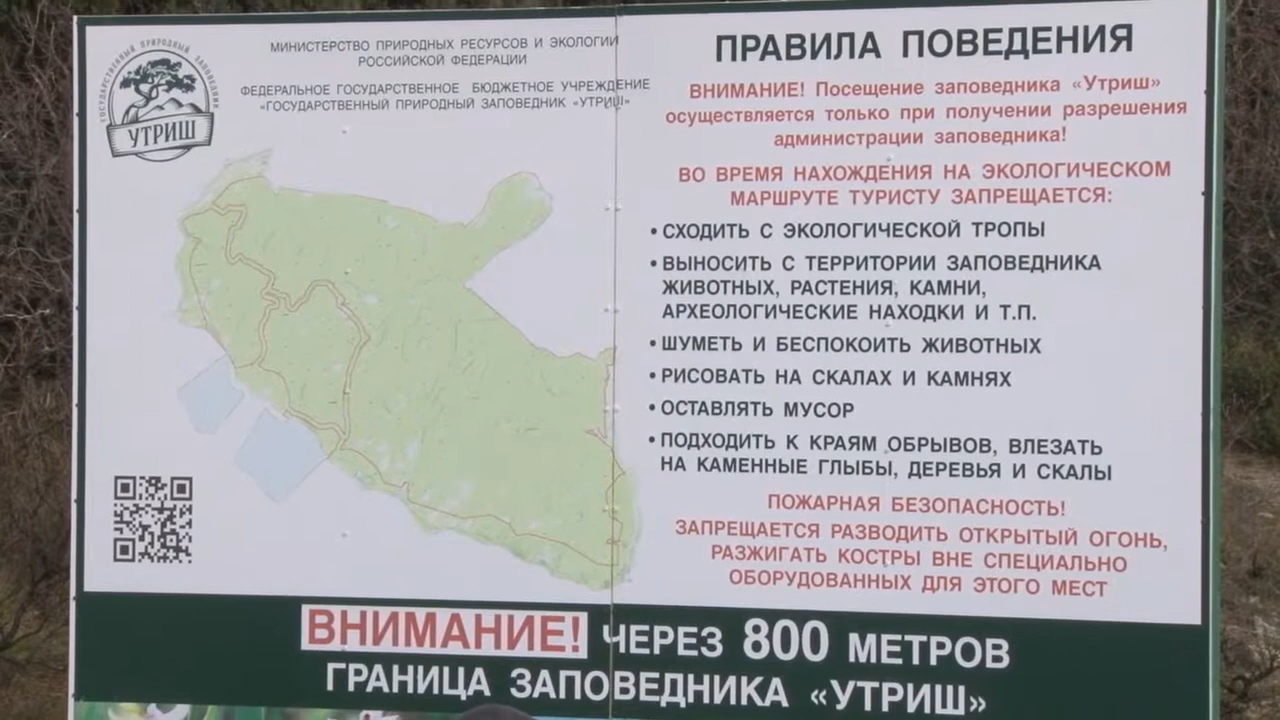 ГОСУДАРСТВЕННЫЙ ПРИРОДНЫЙ ЗАПОВЕДНИК
УТРИШ
МИНИСТЕРСТВО ПРИРОДНЫХ РЕСУРСОВ И ЭКОЛОГИИ
РОССИЙСКОЙ ФЕДЕРАЦИИ
ФЕДЕРАЛЬНОЕ ГОСУДАРСТВЕННОЕ БЮДЖЕТНОЕ УЧРЕЖДЕНИЕ
«ГОСУДАРСТВЕННЫЙ ПРИРОДНЫЙ ЗАПОВЕДНИК "УТРИШ»
ПРАВИЛА ПОВЕДЕНИЯ
ВНИМАНИЕ! Посещение заповедника «Утриш»
осуществляется только при получении разрешения
администрации заповедника!
ВО ВРЕМЯ НАХОЖДЕНИЯ НА ЭКОЛОГИЧЕСКОМ
МАРШРУТЕ ТУРИСТУ ЗАПРЕЩАЕТСЯ:
• СХОДИТЬ С ЭКОЛОГИЧЕСКОЙ ТРОПЫ
• ВЫНОСИТЬ С ТЕРРИТОРИИ ЗАПОВЕДНИКА
ЖИВОТНЫХ, РАСТЕНИЯ, КАМНИ,
АРХЕОЛОГИЧЕСКИЕ НАХОДКИ И Т.П.
• ШУМЕТЬ И БЕСПОКОИТЬ ЖИВОТНЫХ
• РИСОВАТЬ НА СКАЛАХ И КАМНЯХ
• ОСТАВЛЯТЬ МУСОР
• ПОДХОДИТЬ К КРАЯМ ОБРЫВОВ, ВЛЕЗАТЬ
НА КАМЕННЫЕ ГЛЫБЫ, ДЕРЕВЬЯ И СКАЛЫ
ПОЖАРНАЯ БЕЗОПАСНОСТЬ!
ЗАПРЕЩАЕТСЯ РАЗВОДИТЬ ОТКРЫТЫЙ ОГОНЬ,
РАЗЖИГАТЬ КОСТРЫ ВНЕ СПЕЦИАЛЬНО
ОБОРУДОВАННЫХ ДЛЯ ЭТОГО МЕСТ
ВНИМАНИЕ! ЧЕРЕЗ 800 МЕТРОВ
ГРАНИЦА ЗАПОВЕДНИКА «УТРИШ»